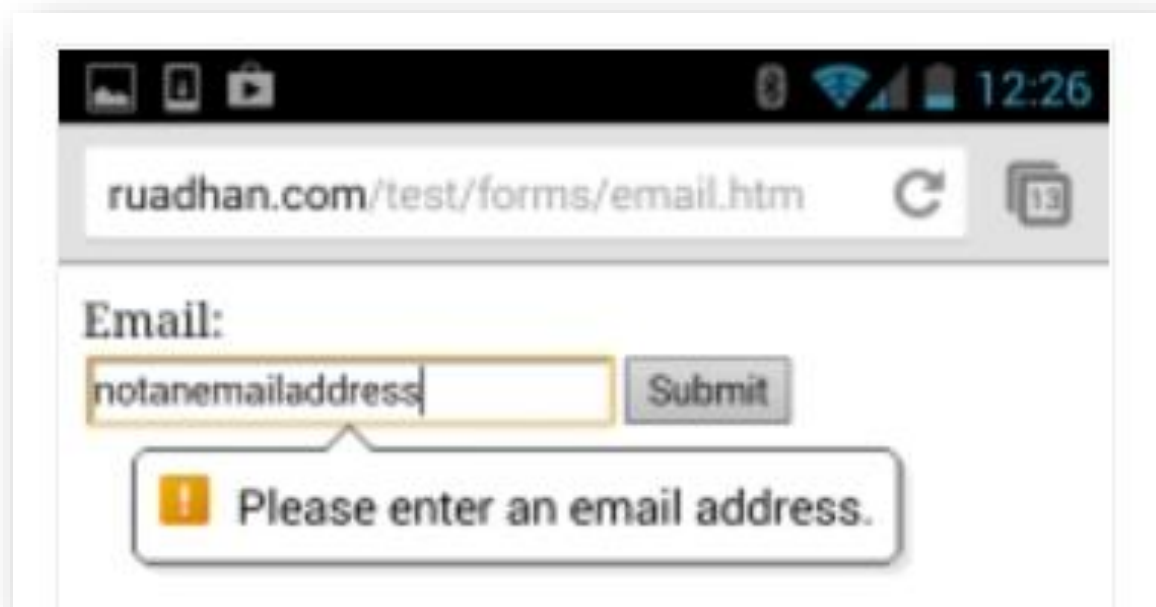 12:26
ruadhan.com/test/forms/email.htm
13
Email:
notanemailaddress
Submit
! Please enter an email address.